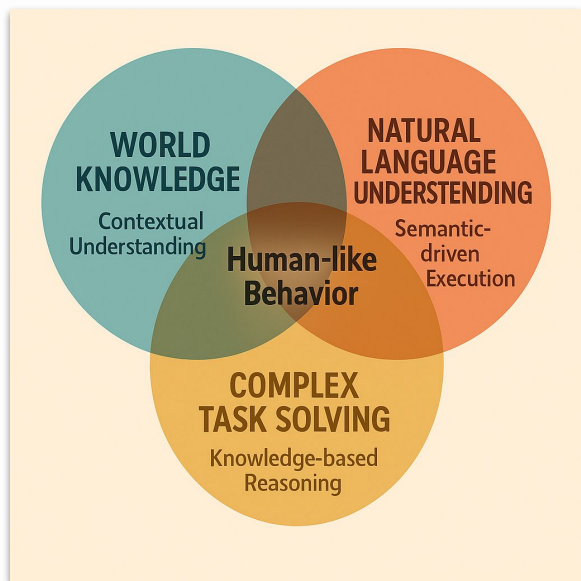 WORLD
KNOWLEDGE
Contextual
Understanding
NATURAL
LANGUAGE
UNDERSTENDING
Semantic-
driven
Execution
Human-like
Behavior
COMPLEX
TASK SOLVING
Knowledge-based
Reasoning